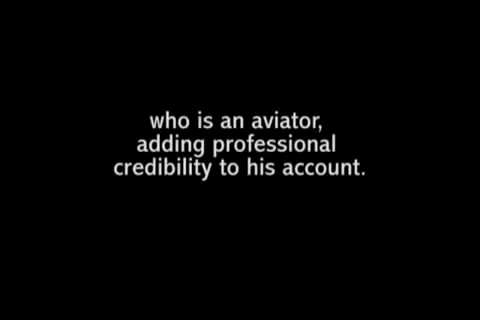 who is an aviator,
adding professional
credibility to his account.